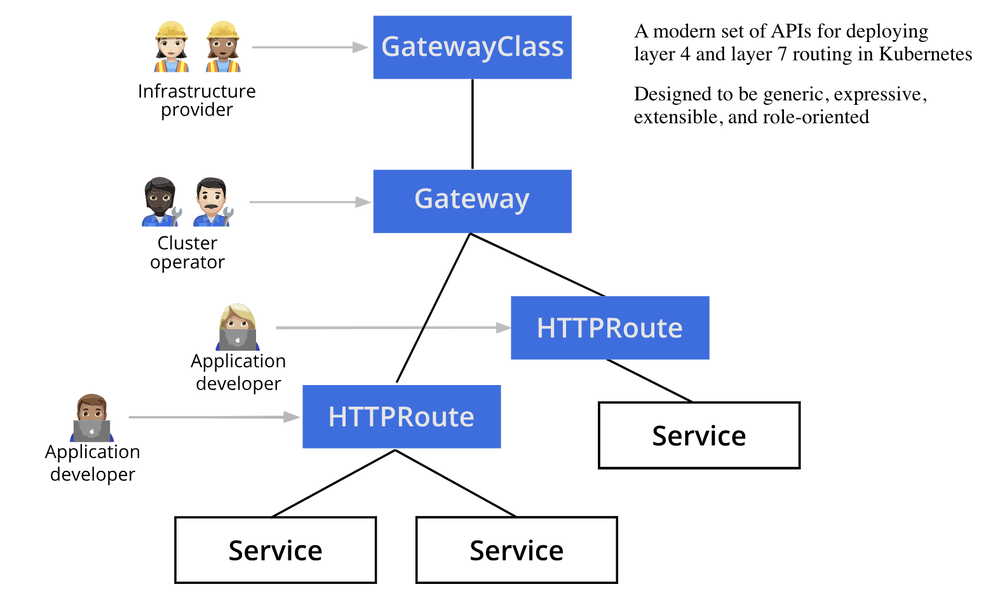 GatewayClass
A modern set of APIs for deploying
layer 4 and layer 7 routing in Kubernetes
Infrastructure
provider
Designed to be generic, expressive,
extensible, and role-oriented
Gateway
Cluster
operator
HTTPRoute
Application
developer
HTTPRoute
Application
developer
Service
Service
Service